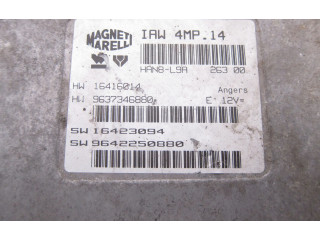 MAGNETI
MARELLI
IAW 4MP.14
HAN8-L9A 263 00
HW 16416014
HW 9637346880
Angers
E- 12V=
SW 16423094
SW 9642250880